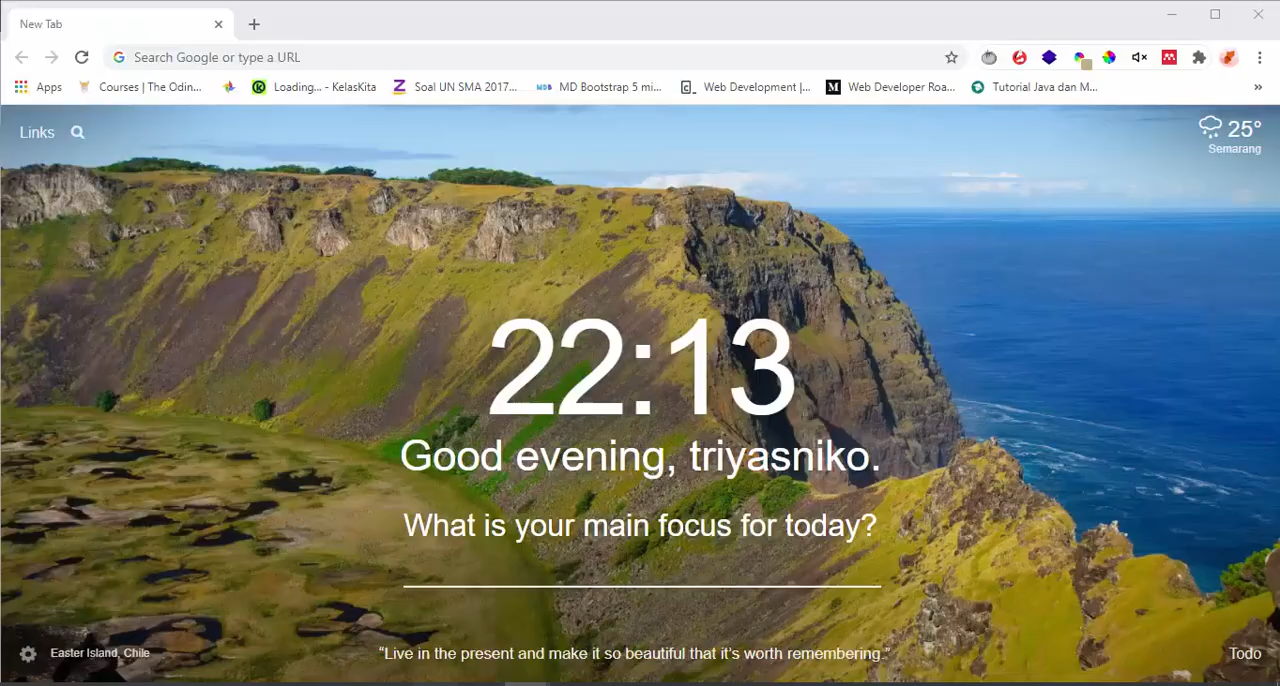 New Tab
Search Google or type a URL
Apps
Courses | The Odin...
Loading... - KelasKita
Soal UN SMA 2017...
MDB
MD Bootstrap 5 mi...
Web Development |...
M
Web Developer Roa...
Tutorial Java dan M...
Links
25°
Semarang
22:13
Good evening, triyasniko.
What is your main focus for today?
Easter Island, Chile
“Live in the present and make it so beautiful that it’s worth remembering.”
Todo